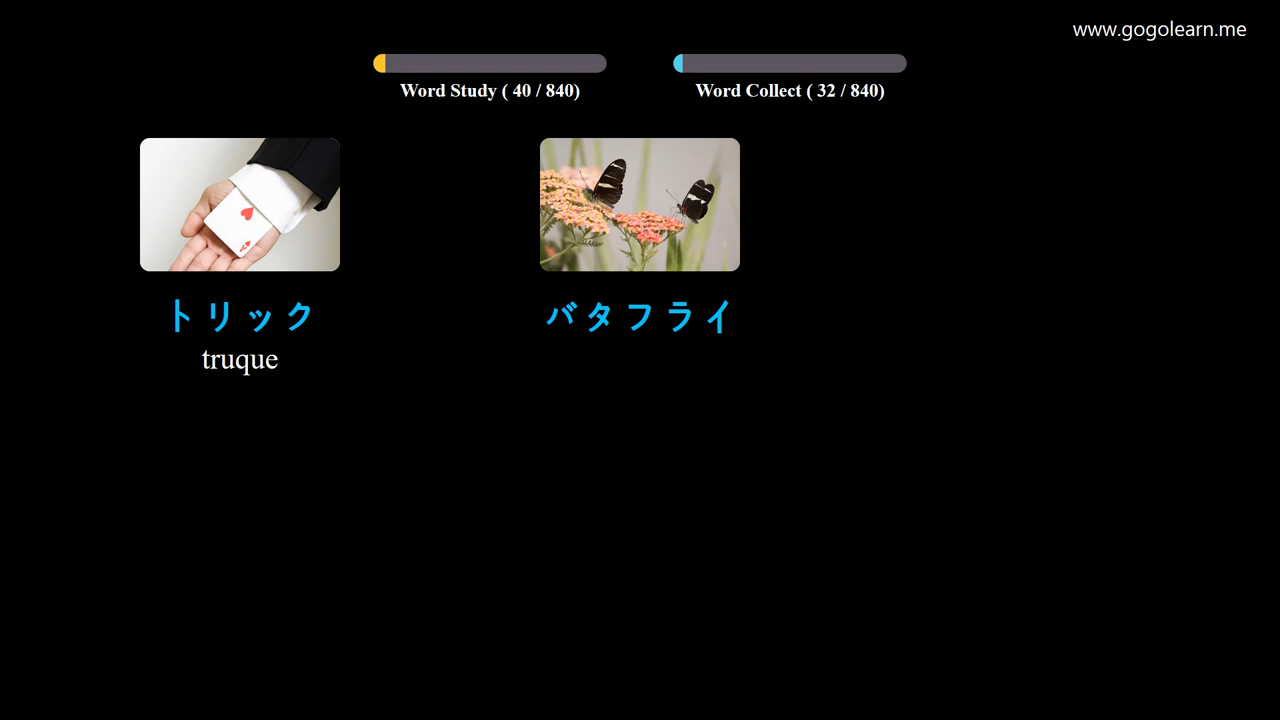 www.gogolearn.me
Word Study ( 40 / 840)
Word Collect ( 32 / 840)
トリック
truque
バタフライ